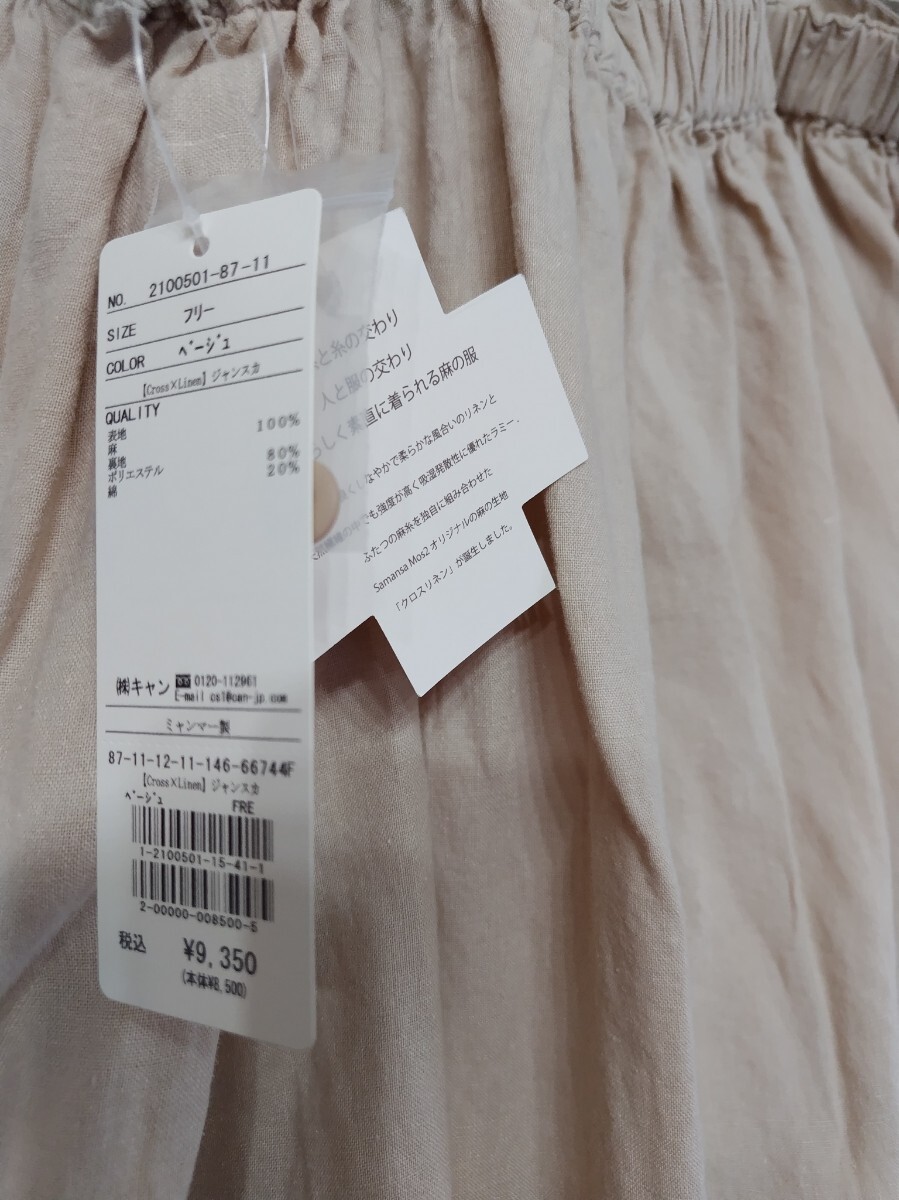 NO. 2100501-87-11
SIZE フリー
COLOR ﾍﾞｰｼﾞｭ
【Cross×Linen】ジャンスカ
QUALITY
表地
麻 100%
裏地
ポリエステル 80%
綿 20%
㈱キャン 0120-112961
E-mail cs1@can-jp.com
ミャンマー製
87-11-12-11-146-66744F
【Cross×Linen】ジャンスカ
ﾍﾞｰｼﾞｭ FRE
1-2100501-15-41-1
2-00000-008500-5
税込 ¥9,350
(本体¥8,500)
と糸の交わり
人と服の交わり
しく素直に着られる麻の服
しなやかで柔らかな風合いのリネンと
の中でも強度が高く吸湿発散性に優れたラミー、
ふたつの麻糸を独自に組み合わせた
Samansa Mos2 オリジナルの麻の生地
「クロスリネン」が誕生しました。